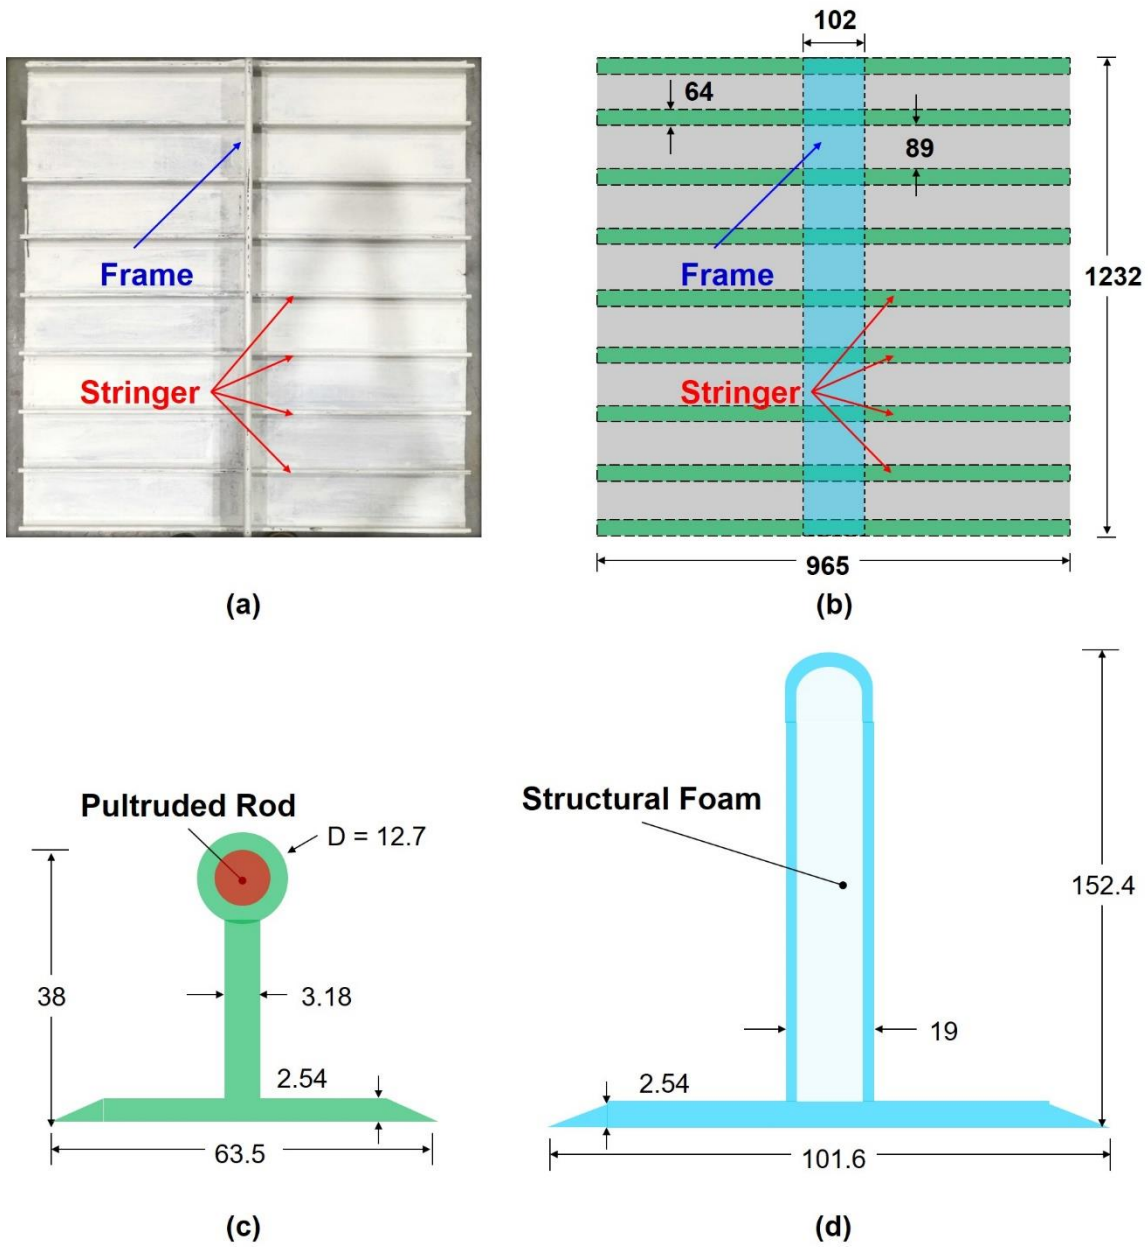 102
64
89
Frame
Frame
1232
Stringer
Stringer
965
(a)
(b)
Pultruded Rod
D = 12.7
Structural Foam
38
3.18
152.4
19
2.54
2.54
63.5
101.6
(c)
(d)